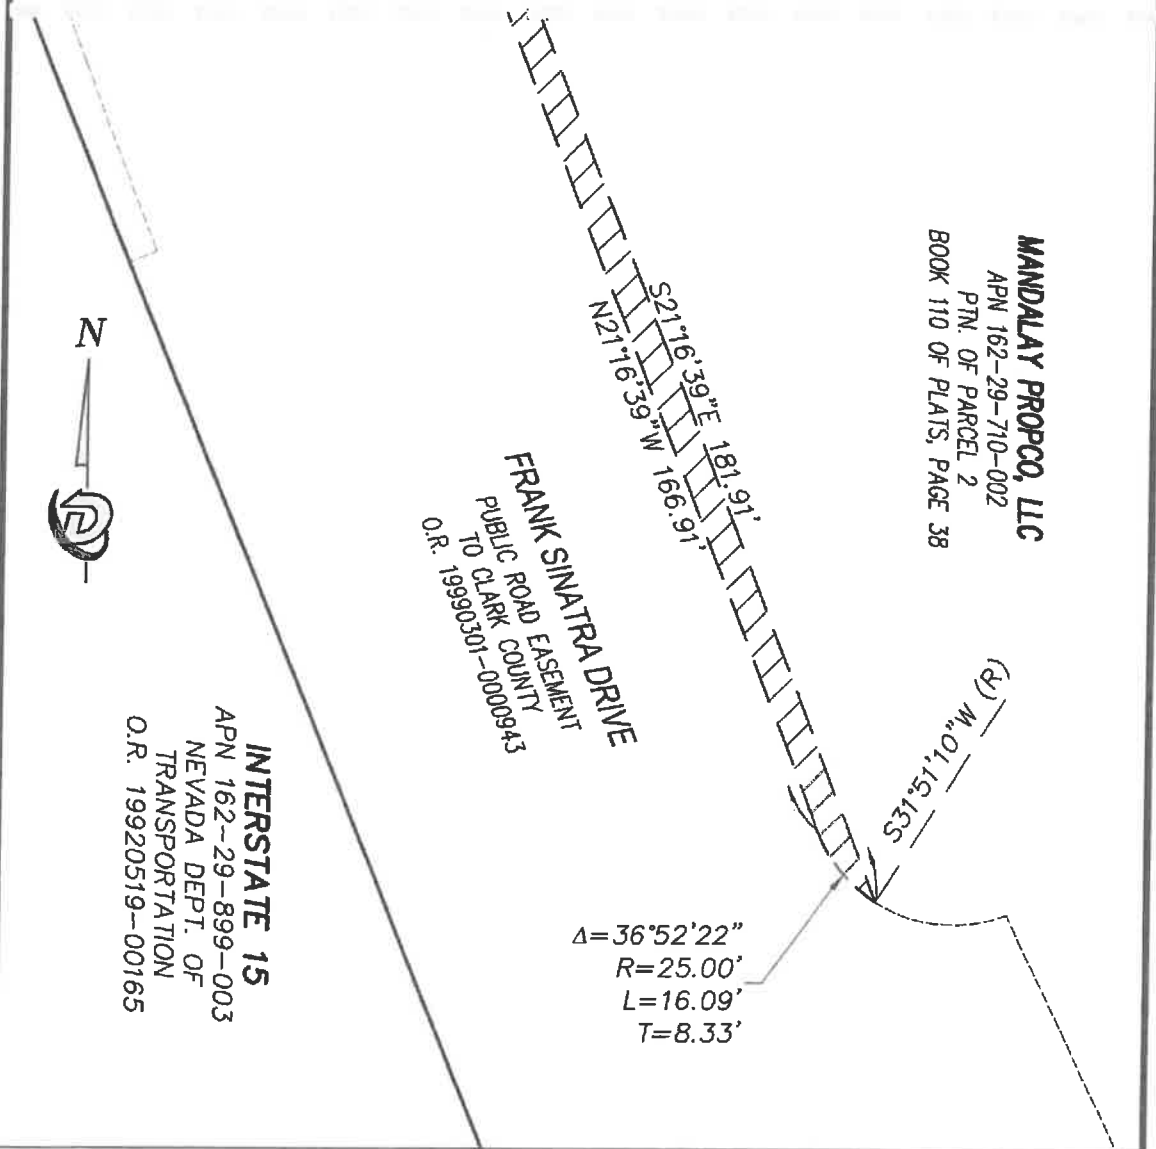 MANDALAY PROPCO, LLC
APN 162-29-710-002
PTN. OF PARCEL 2
BOOK 110 OF PLATS, PAGE 38
S21°16'39"E 181.91'
N21°16'39"W 166.91'
FRANK SINATRA DRIVE
PUBLIC ROAD EASEMENT
TO CLARK COUNTY
O.R. 19990301-0000943
S31°51'10"W (R)
Δ=36°52'22"
R=25.00'
L=16.09'
T=8.33'
N
INTERSTATE 15
APN 162-29-899-003
NEVADA DEPT. OF
TRANSPORTATION
O.R. 19920519-00165